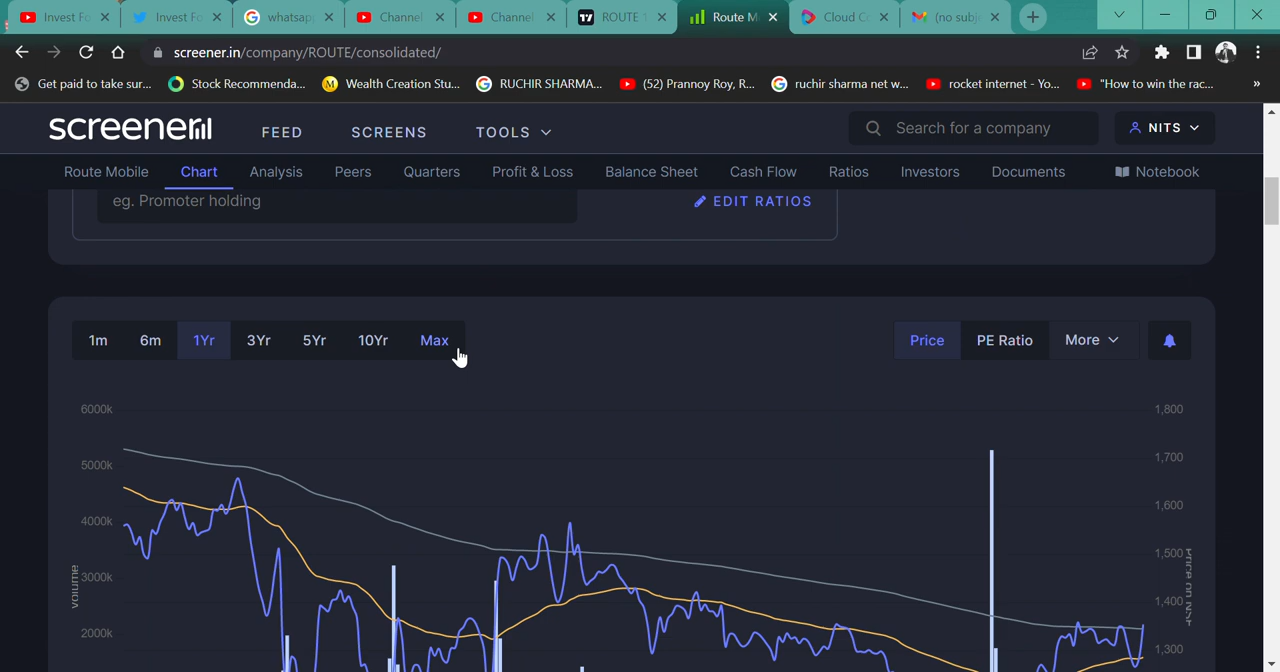 Invest Fo
Invest Fo
whatsap
Channel
Channel
ROUTE 1
Route M
Cloud Co
(no subj
screener.in/company/ROUTE/consolidated/
Get paid to take sur...
Stock Recommenda...
Wealth Creation Stu...
RUCHIR SHARMA...
(52) Prannoy Roy, R...
ruchir sharma net w...
rocket internet - Yo...
"How to win the rac...
»
screener
FEED
SCREENS
TOOLS
Search for a company
NITS
Route Mobile
Chart
Analysis
Peers
Quarters
Profit & Loss
Balance Sheet
Cash Flow
Ratios
Investors
Documents
Notebook
eg. Promoter holding
EDIT RATIOS
1m
6m
1Yr
3Yr
5Yr
10Yr
Max
Price
PE Ratio
More
6000k
5000k
4000k
3000k
2000k
Volume
1,800
1,700
1,600
1,500
1,400
1,300